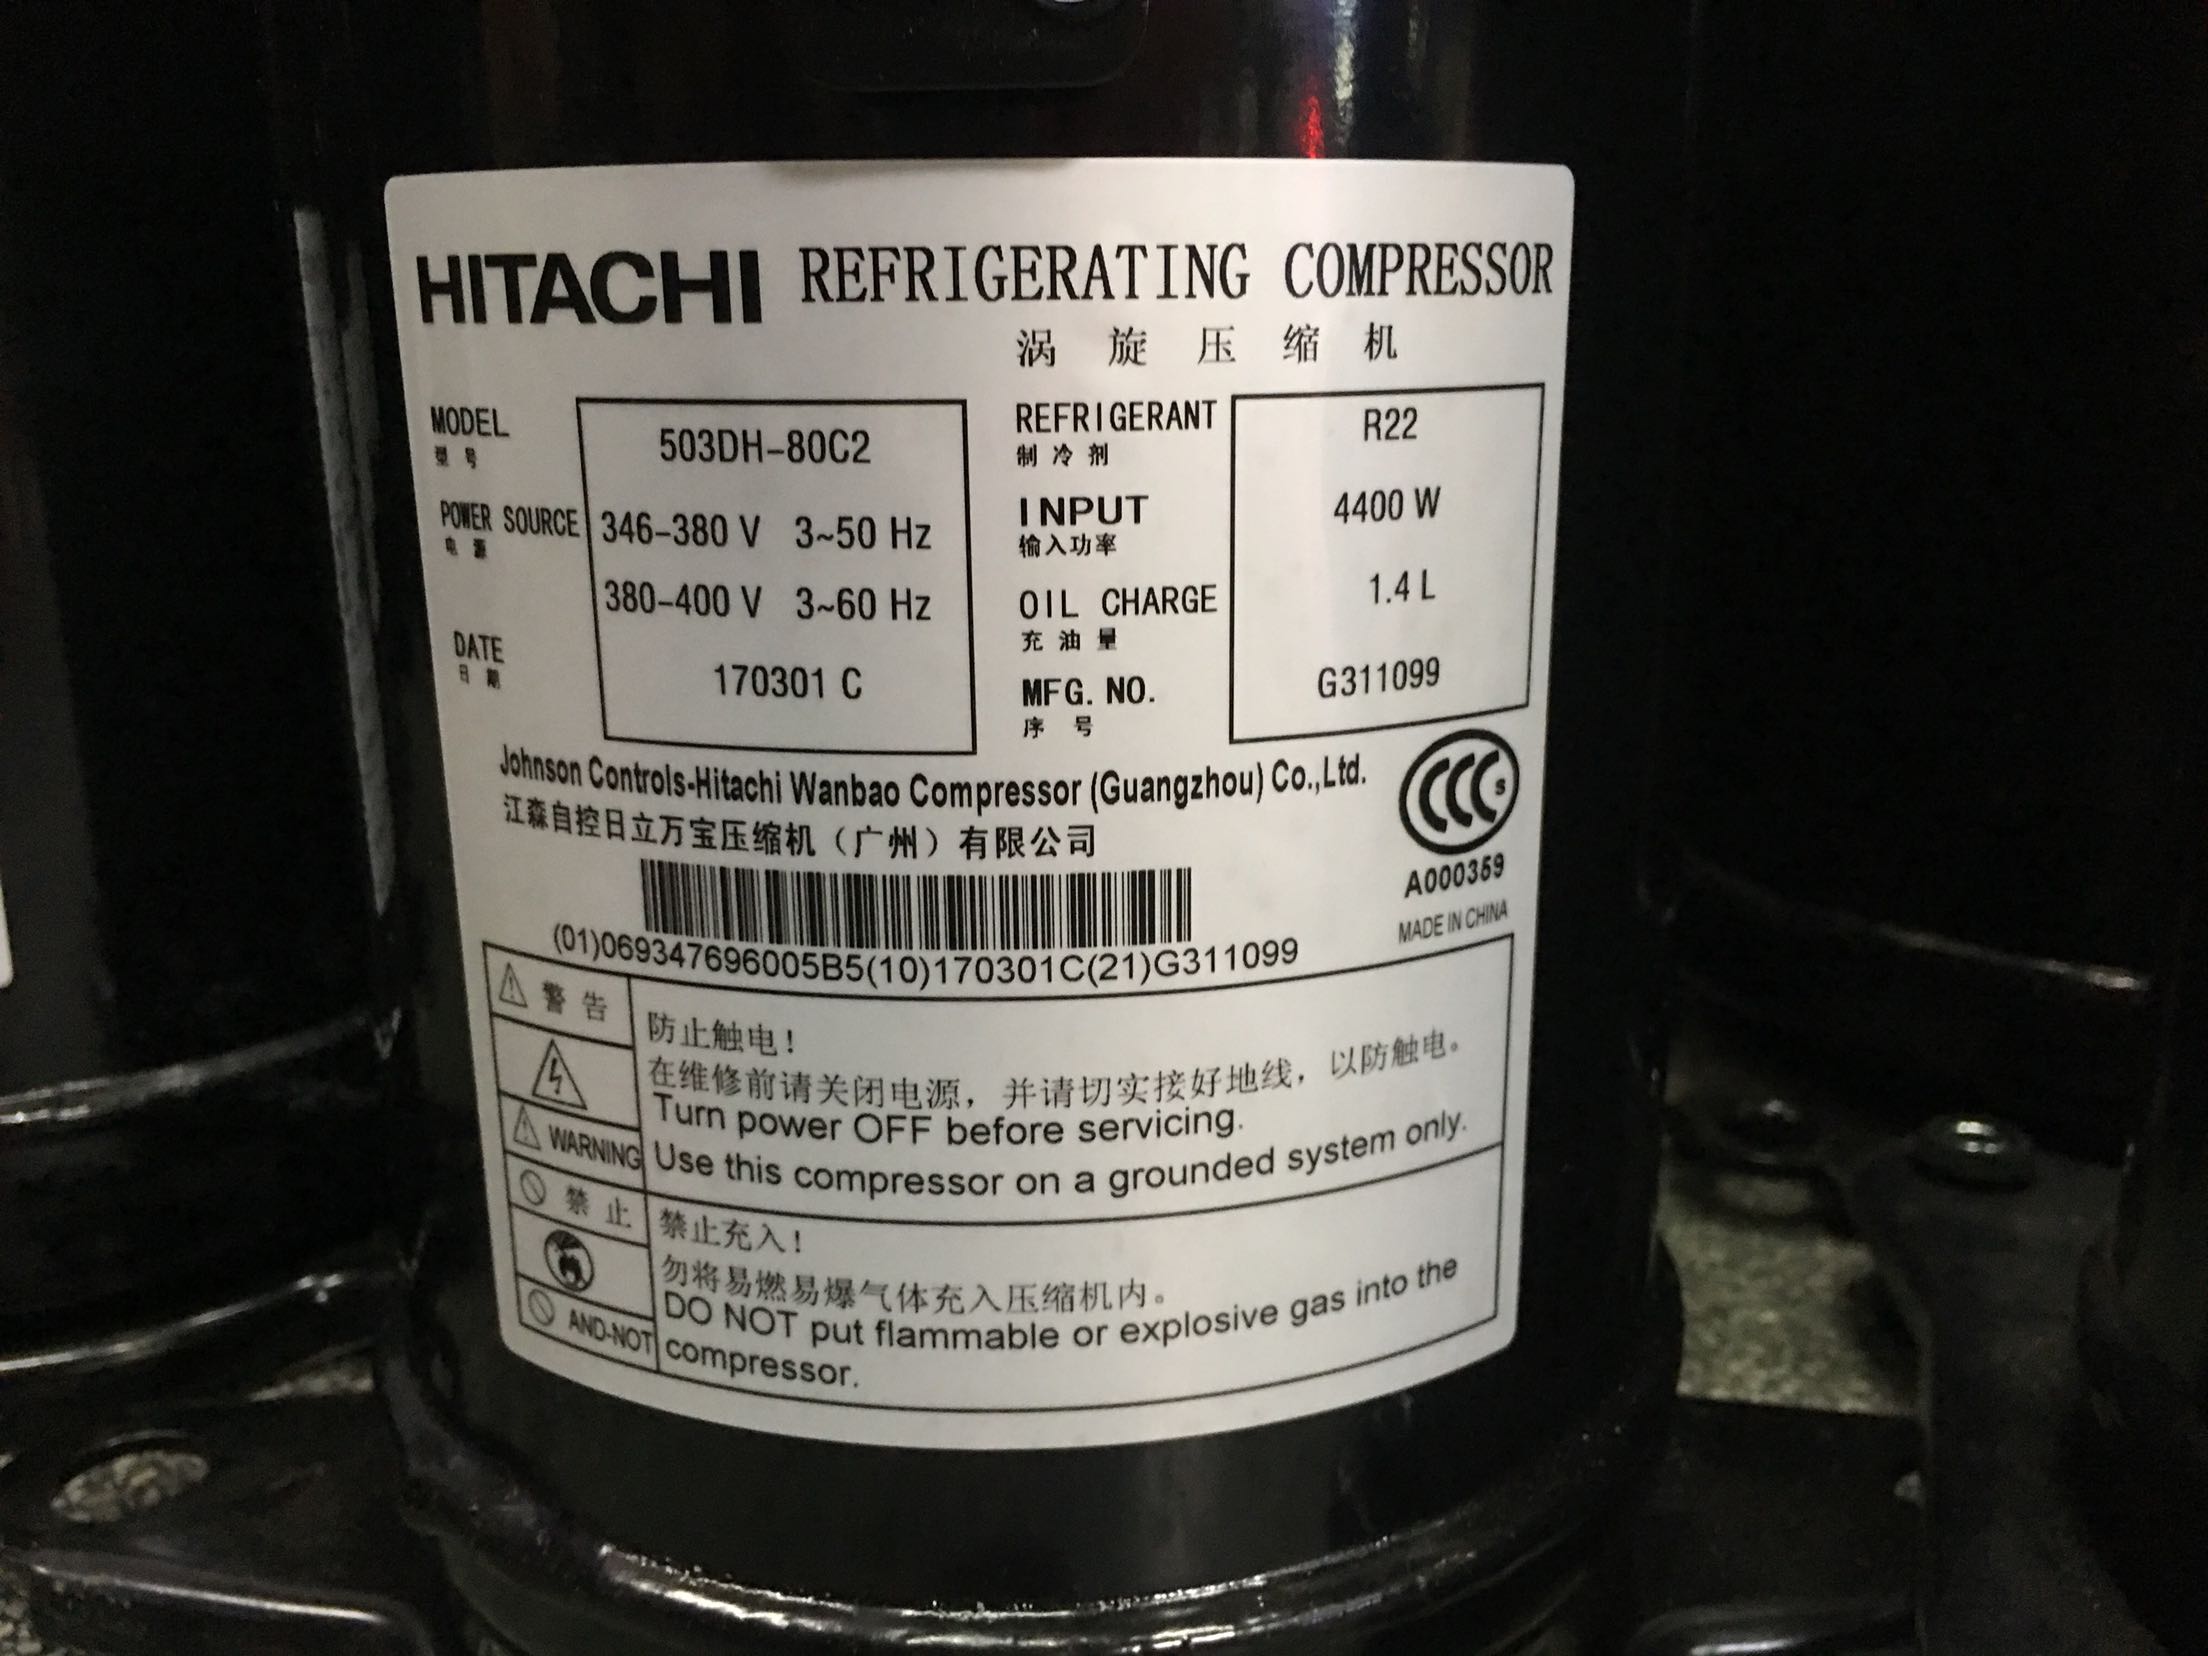 HITACHI REFRIGERATING COMPRESSOR
涡旋压缩机
MODEL 503DH-80C2
型号
POWER SOURCE 346-380 V 3~50 Hz
电源
380-400 V 3~60 Hz
DATE 170301 C
日期
REFRIGERANT R22
制冷剂
INPUT 4400 W
输入功率
OIL CHARGE 1.4 L
充油量
MFG. NO. G311099
序号
Johnson Controls-Hitachi Wanbao Compressor (Guangzhou) Co.,Ltd.
江森自控日立万宝压缩机（广州）有限公司
CCC S
A000359
MADE IN CHINA
(01)069347696005B5(10)170301C(21)G311099
警告
防止触电！
在维修前请关闭电源，并请切实接好地线，以防触电。
Turn power OFF before servicing.
WARNING Use this compressor on a grounded system only.
禁止
禁止充入！
勿将易燃易爆气体充入压缩机内。
DO NOT put flammable or explosive gas into the
AND-NOT compressor.